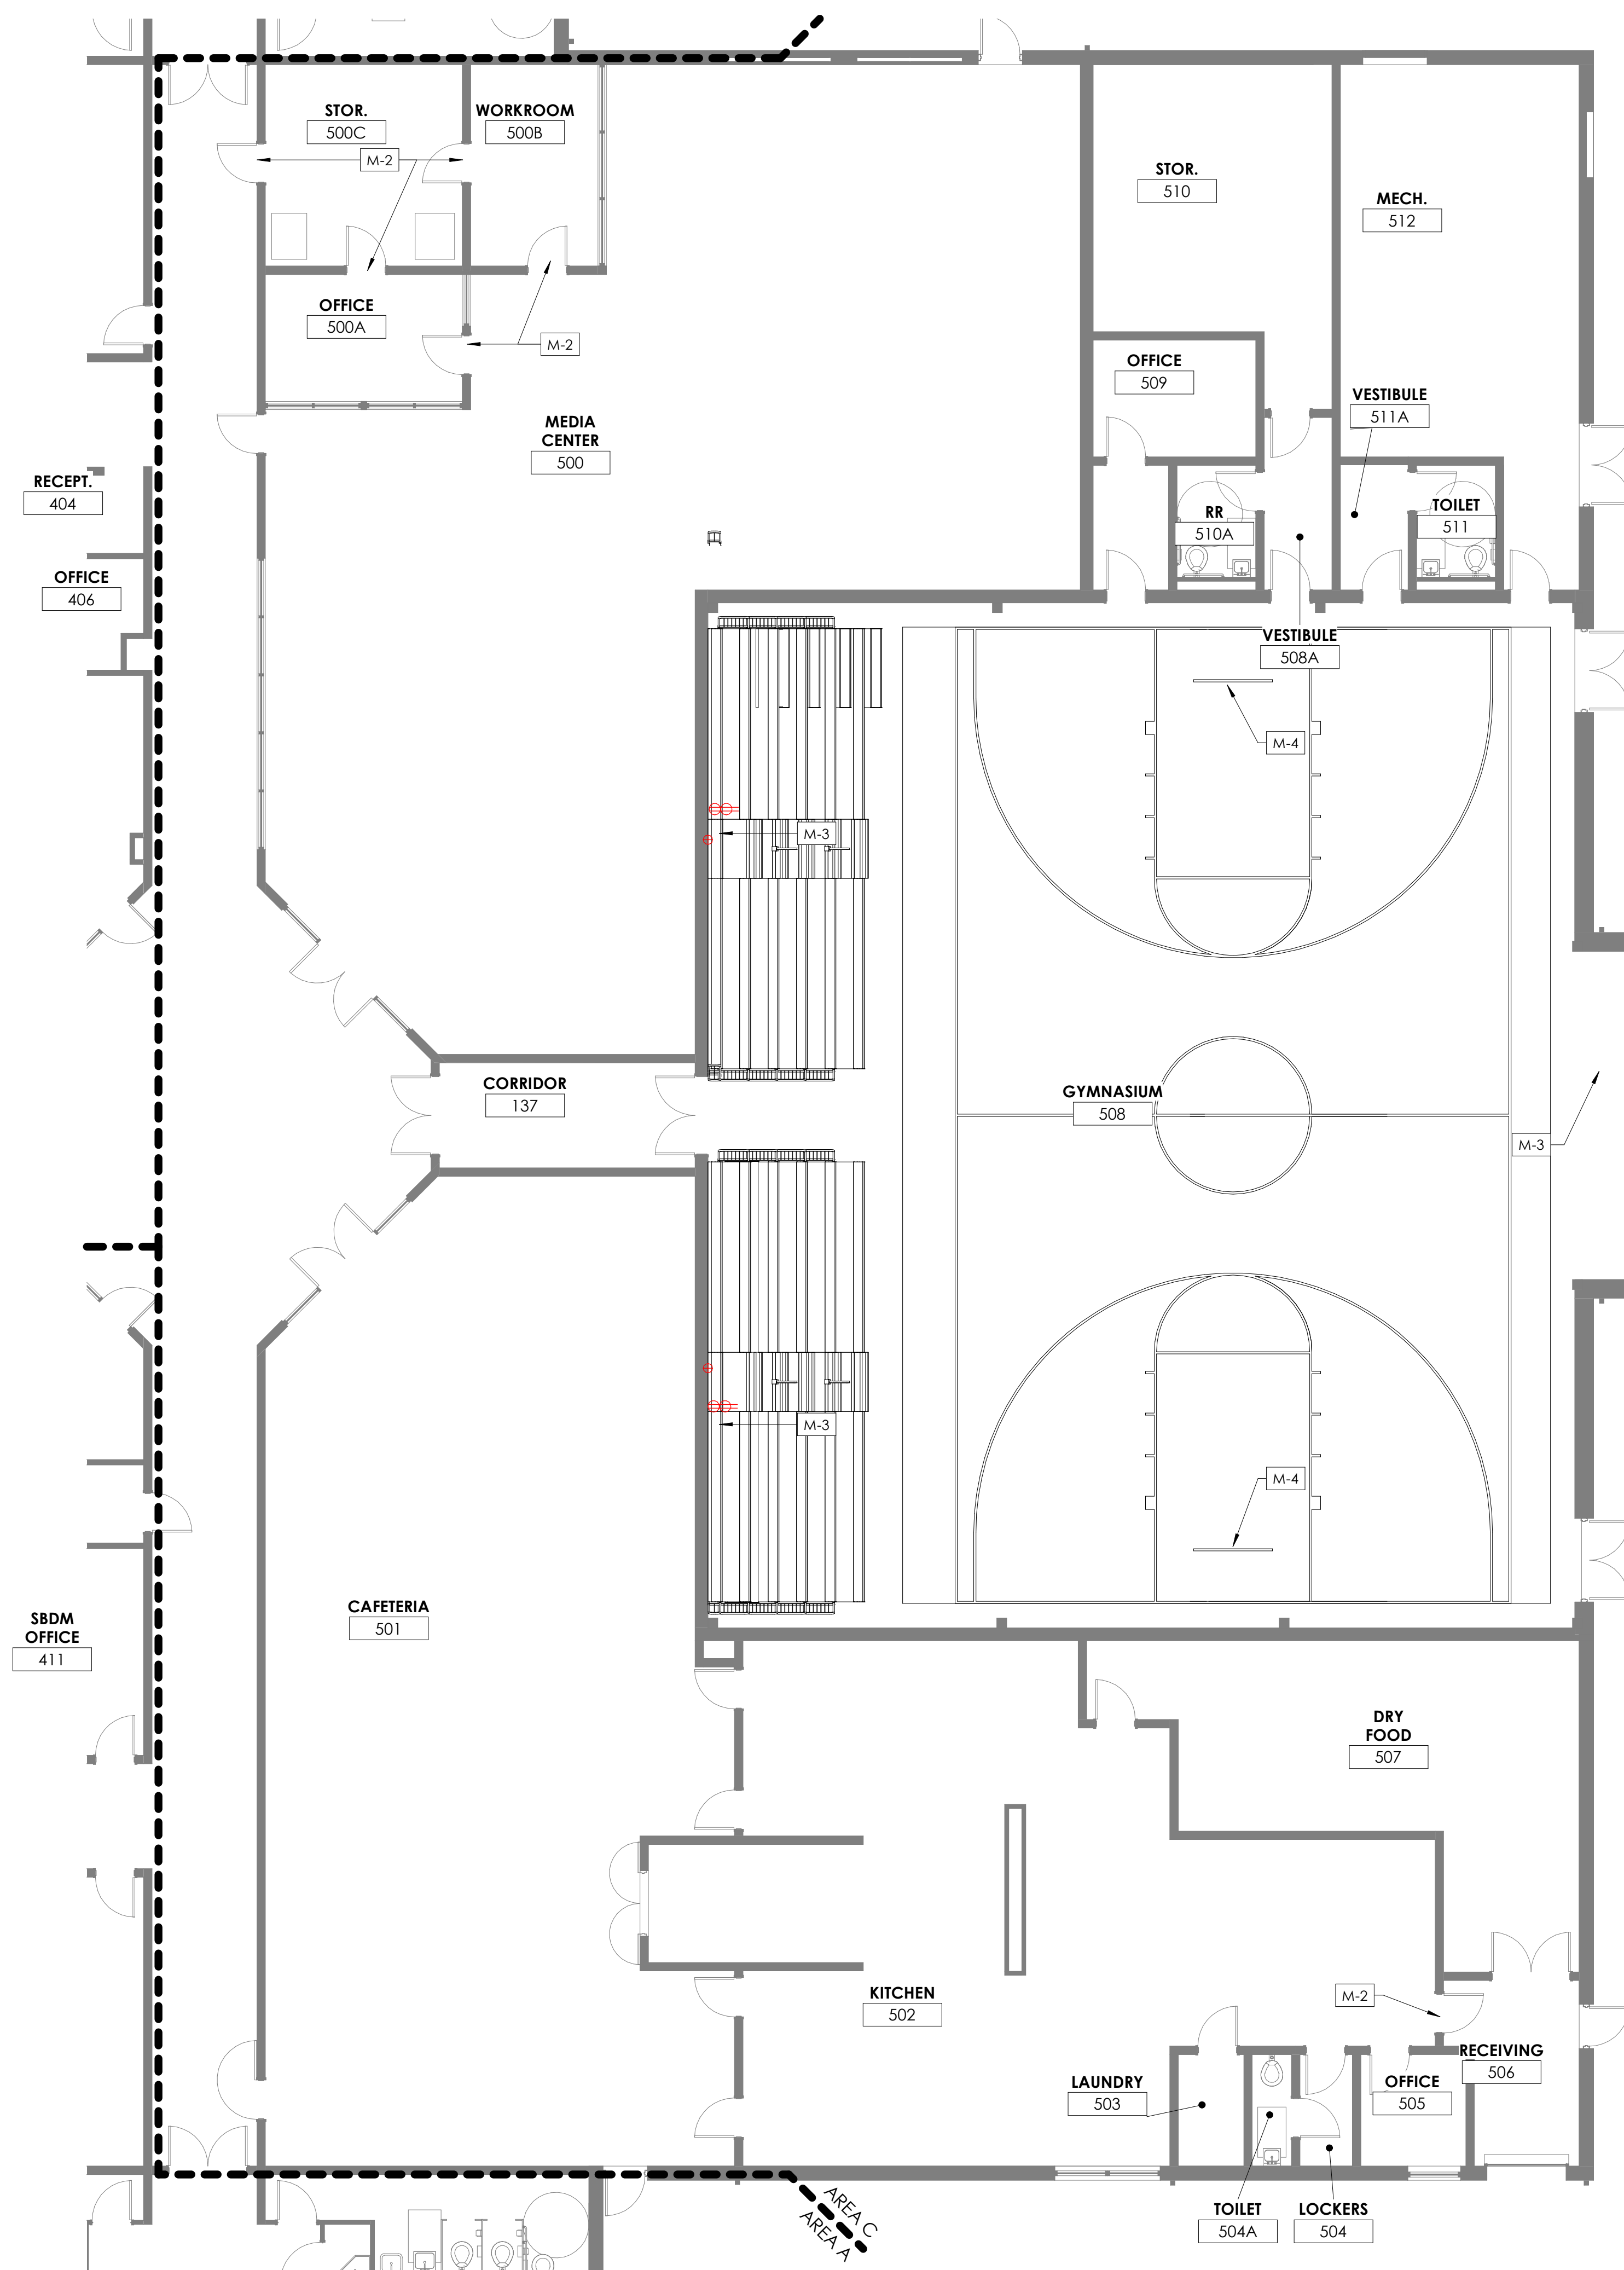 STOR.
500C
WORKROOM
500B
M-2
STOR.
510
MECH.
512
OFFICE
500A
M-2
OFFICE
509
VESTIBULE
511A
MEDIA
CENTER
500
RECEPT.
404
RR
510A
TOILET
511
OFFICE
406
VESTIBULE
508A
M-4
M-3
CORRIDOR
137
GYMNASIUM
508
M-3
M-3
M-4
CAFETERIA
501
SBDM
OFFICE
411
DRY
FOOD
507
KITCHEN
502
M-2
RECEIVING
506
LAUNDRY
503
OFFICE
505
TOILET
504A
LOCKERS
504
AREA C
AREA A